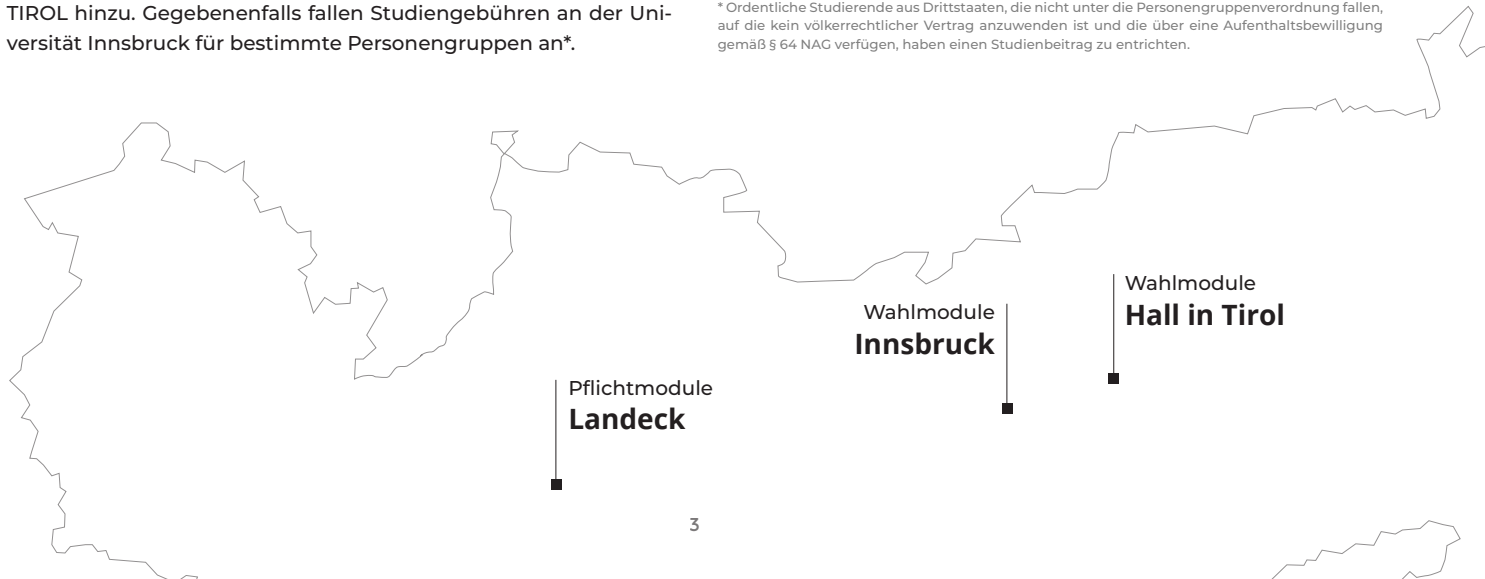 TIROL hinzu. Gegebenenfalls fallen Studiengebühren an der Uni-
versität Innsbruck für bestimmte Personengruppen an*.
* Ordentliche Studierende aus Drittstaaten, die nicht unter die Personengruppenverordnung fallen,
auf die kein völkerrechtlicher Vertrag anzuwenden ist und die über eine Aufenthaltsbewilligung
gemäß § 64 NAG verfügen, haben einen Studienbeitrag zu entrichten.
Wahlmodule
Hall in Tirol
Wahlmodule
Innsbruck
Pflichtmodule
Landeck
3